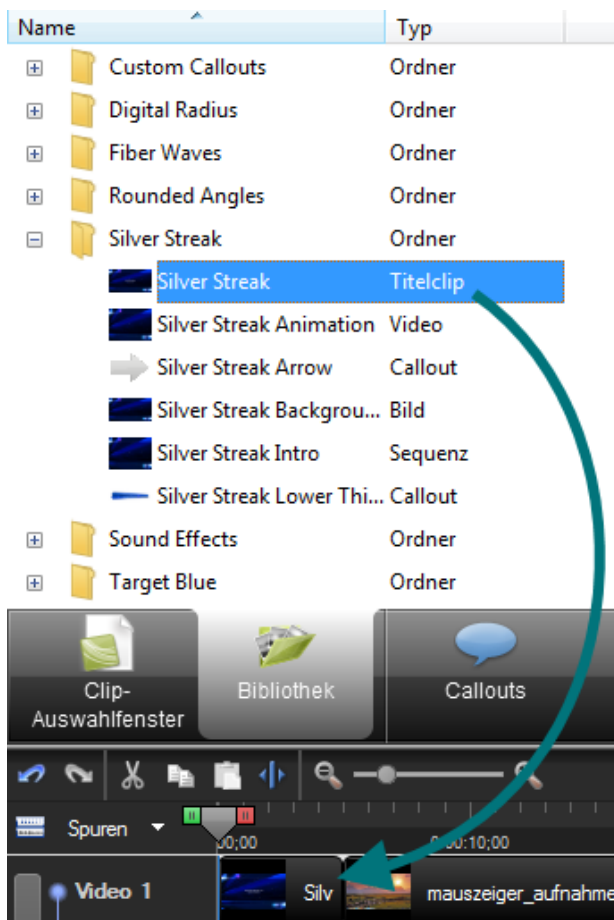 Name Typ
Custom Callouts Ordner
Digital Radius Ordner
Fiber Waves Ordner
Rounded Angles Ordner
Silver Streak Ordner
Silver Streak Titelclip
Silver Streak Animation Video
Silver Streak Arrow Callout
Silver Streak Backgrou... Bild
Silver Streak Intro Sequenz
Silver Streak Lower Thi... Callout
Sound Effects Ordner
Target Blue Ordner
Clip-
Auswahlfenster
Bibliothek
Callouts
Spuren
00;00
Video 1 Silv mauszeiger_aufnahme